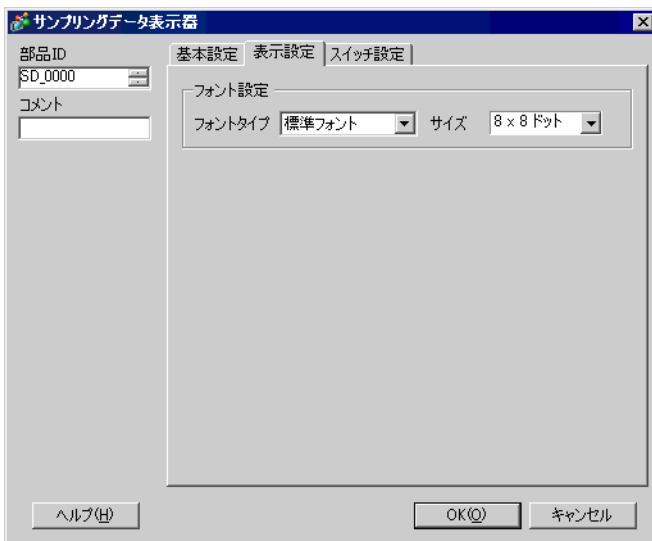 サンプリングデータ表示器
部品ID
SD_0000
コメント
基本設定 表示設定 スイッチ設定
フォント設定
フォントタイプ 標準フォント サイズ 8 x 8 ドット
ヘルプ(H) OK(O) キャンセル